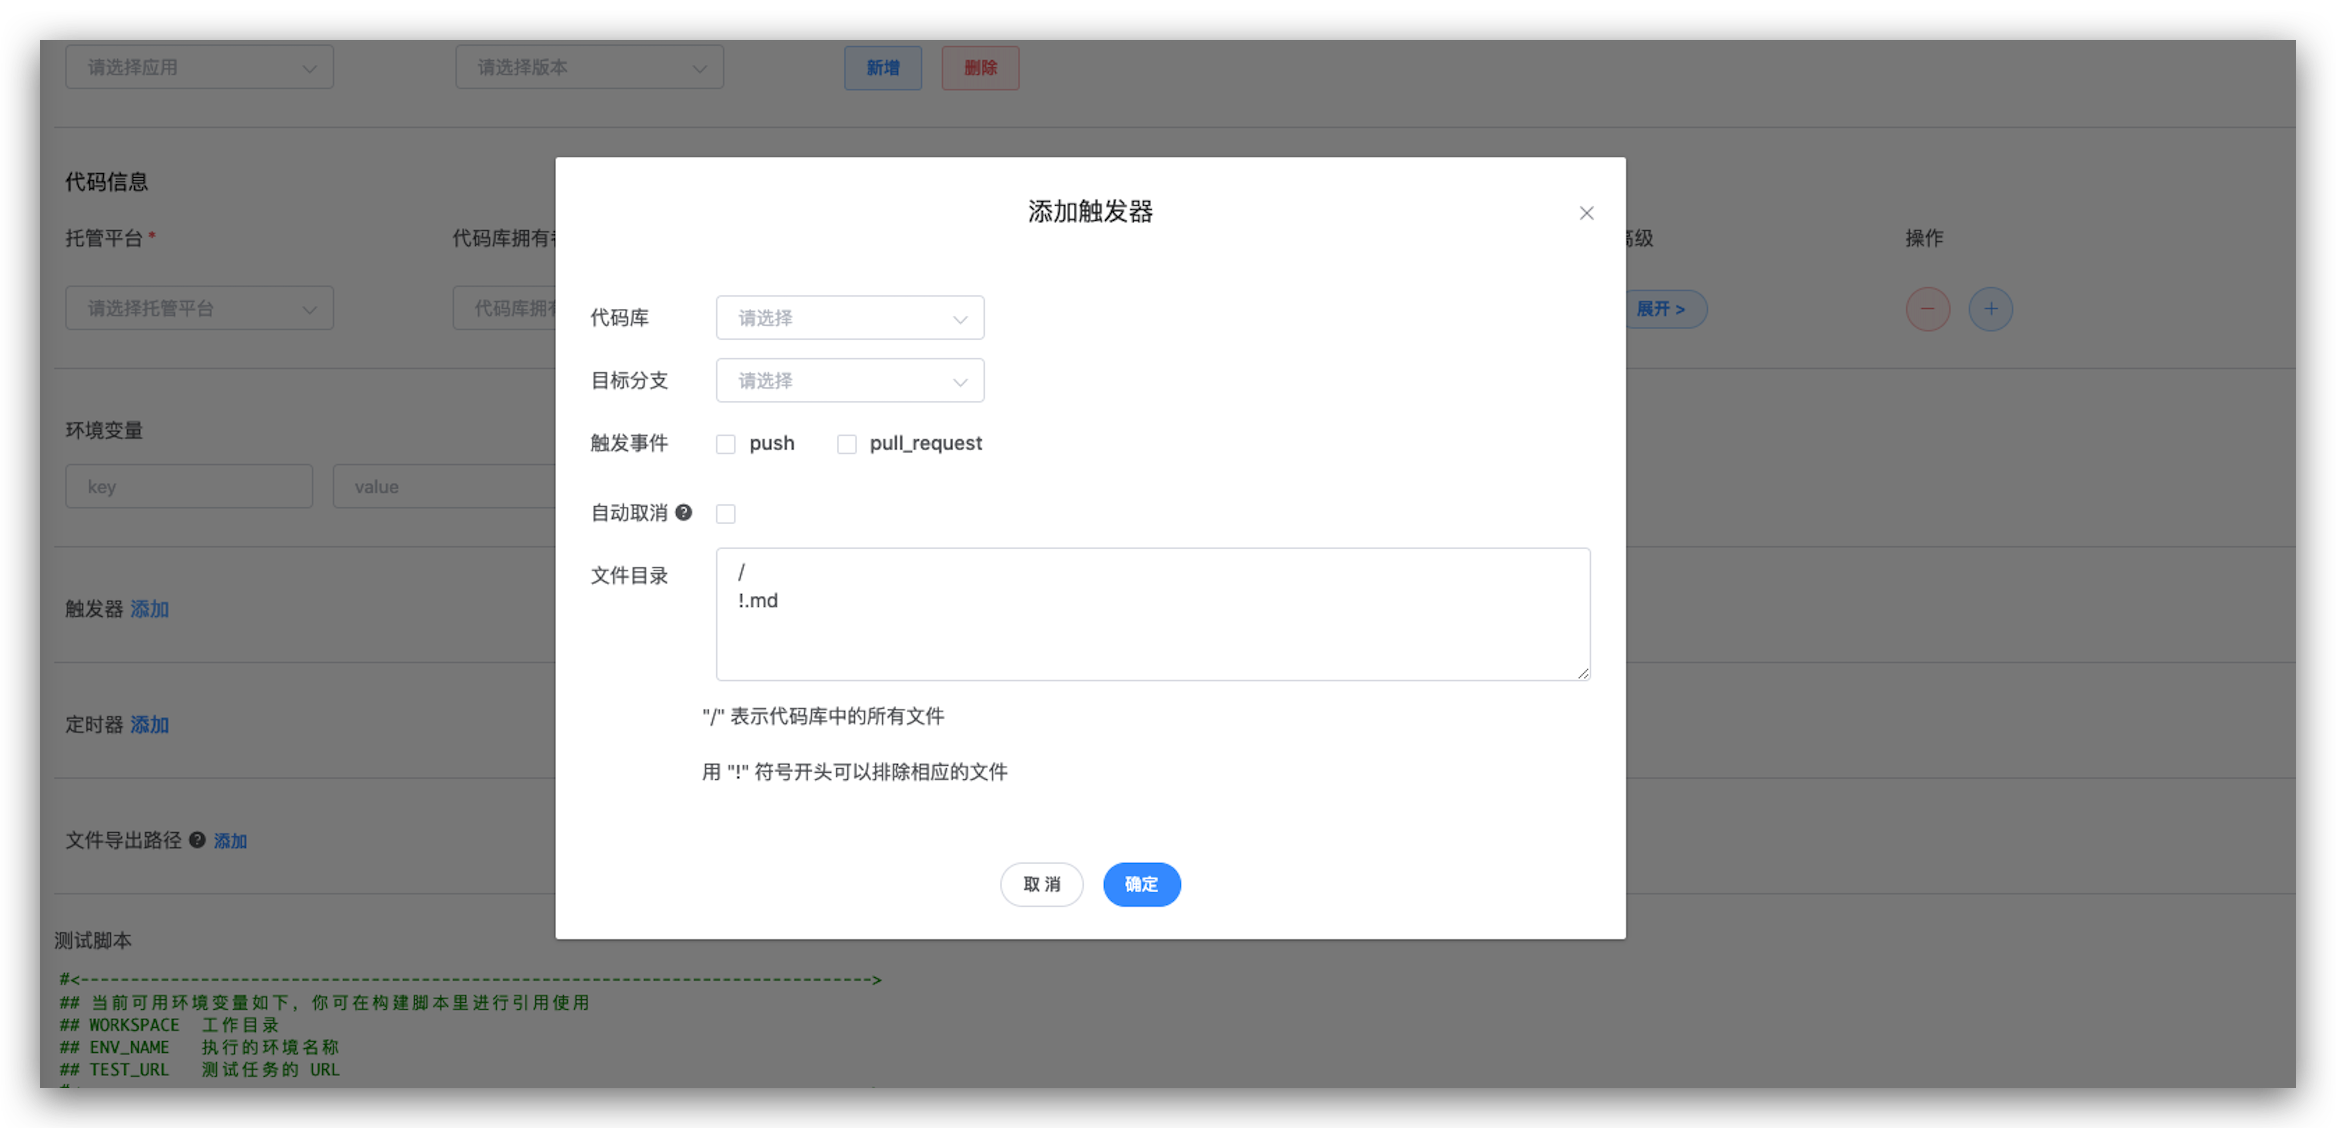 请选择应用
请选择版本
新增
删除
代码信息
托管平台 *
代码库拥有
高级
操作
请选择托管平台
代码库拥
展开 >
环境变量
key
value
触发器 添加
定时器 添加
文件导出路径 ? 添加
测试脚本
## 当前可用环境变量如下, 你可在构建脚本里进行引用使用
## WORKSPACE 工作目录
## ENV_NAME 执行的环境名称
## TEST_URL 测试任务的 URL
添加触发器
代码库
请选择
目标分支
请选择
触发事件
push
pull_request
自动取消 ?
文件目录
/
!.md
"/" 表示代码库中的所有文件
用 "!" 符号开头可以排除相应的文件
取 消
确定